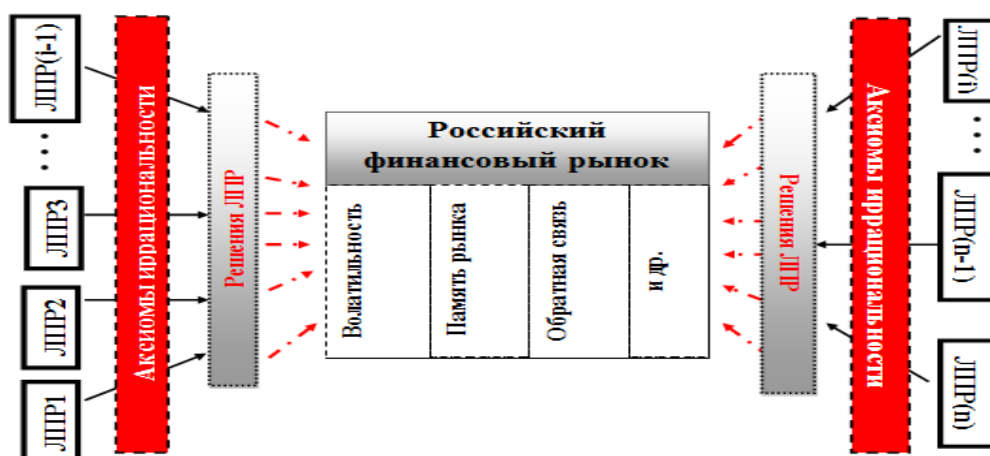 ЛПР(i-1)
ЛПР3
ЛПР2
ЛПР1
Аксиомы иррациональности
Решения ЛПР
Российский
финансовый рынок
Волатильность
Память рынка
Обратная связь
и др.
Решения ЛПР
Аксиомы иррациональности
ЛПР(i)
ЛПР(n-1)
ЛПР(n)